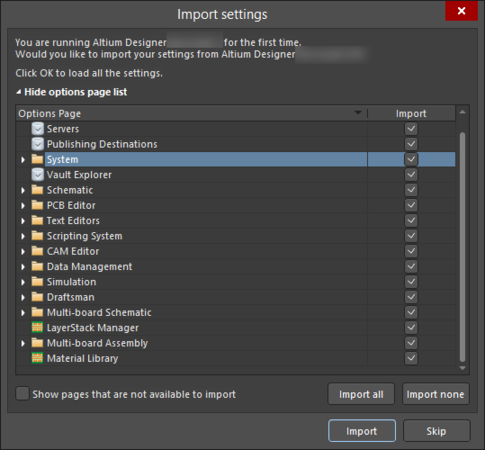 Import settings
You are running Altium Designer for the first time.
Would you like to import your settings from Altium Designer
Click OK to load all the settings.
Hide options page list
Options Page Import
Servers
Publishing Destinations
System
Vault Explorer
Schematic
PCB Editor
Text Editors
Scripting System
CAM Editor
Data Management
Simulation
Draftsman
Multi-board Schematic
LayerStack Manager
Multi-board Assembly
Material Library
Show pages that are not available to import
Import all Import none
Import Skip